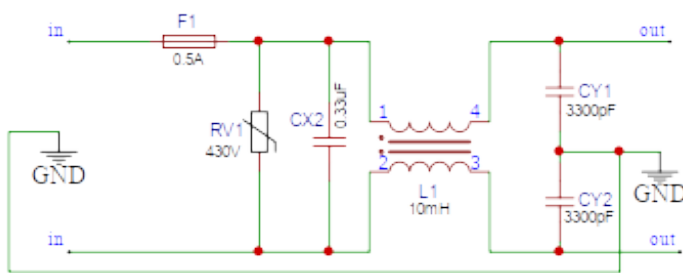 in
F1
out
0.5A
0.33uF
CX2
RV1
430V
1
4
CY1
3300pF
GND
2
3
L1
10mH
CY2
3300pF
GND
in
out